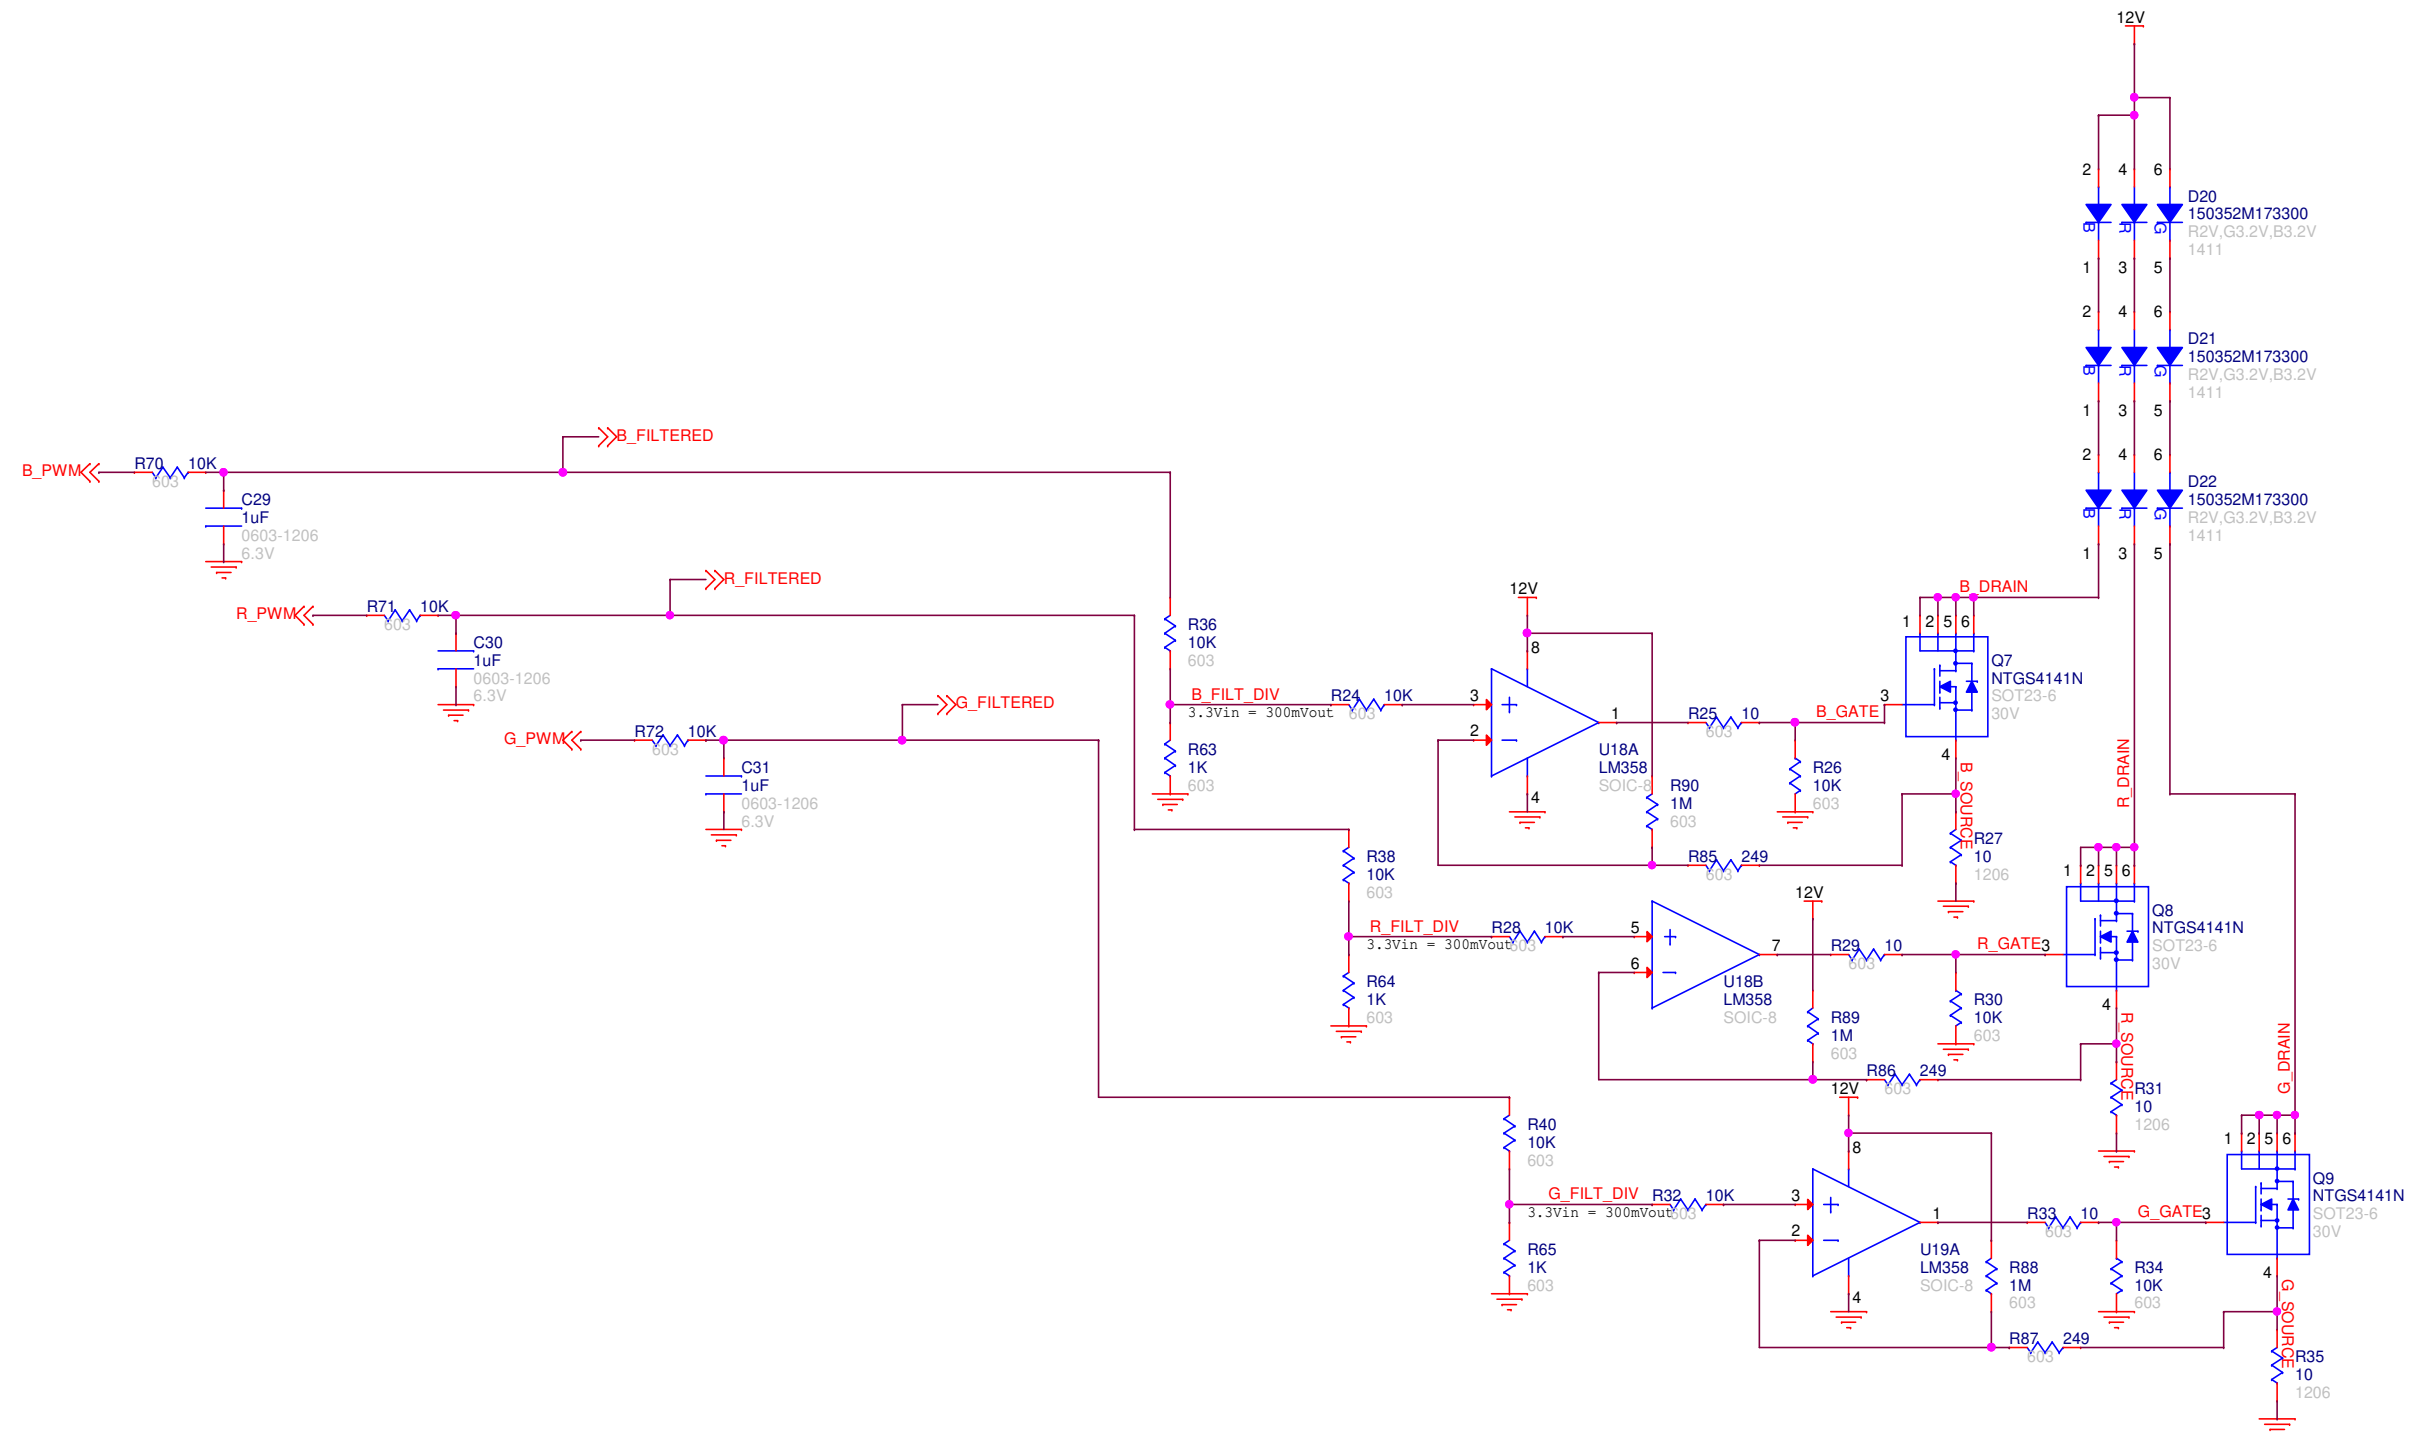 12V
2
4
6
D20
150352M173300
R2V,G3.2V,B3.2V
1411
B
R
G
1
3
5
2
4
6
D21
150352M173300
R2V,G3.2V,B3.2V
1411
B
R
G
1
3
5
2
4
6
D22
150352M173300
R2V,G3.2V,B3.2V
1411
B
R
G
1
3
5
B_FILTERED
B_PWM
R70
10K
603
C29
1uF
0603-1206
6.3V
R_FILTERED
R_PWM
R71
10K
603
C30
1uF
0603-1206
6.3V
G_FILTERED
G_PWM
R72
10K
603
C31
1uF
0603-1206
6.3V
R36
10K
603
B_FILT_DIV
3.3Vin = 300mVout
R24
10K
603
R63
1K
603
12V
8
3
2
1
4
U18A
LM358
SOIC-8
R90
1M
603
R25
10
603
B_GATE
R26
10K
603
R85
249
603
B_DRAIN
1
2
5
6
3
Q7
NTGS4141N
SOT23-6
30V
4
B_SOURCE
R27
10
1206
R38
10K
603
R_FILT_DIV
3.3Vin = 300mVout
R28
10K
603
R64
1K
603
12V
5
6
7
U18B
LM358
SOIC-8
R89
1M
603
R29
10
603
R_GATE
R30
10K
603
R86
249
603
R_DRAIN
1
2
5
6
3
Q8
NTGS4141N
SOT23-6
30V
4
R_SOURCE
R31
10
1206
R40
10K
603
G_FILT_DIV
3.3Vin = 300mVout
R32
10K
603
R65
1K
603
12V
8
3
2
1
4
U19A
LM358
SOIC-8
R88
1M
603
R33
10
603
G_GATE
R34
10K
603
R87
249
603
G_DRAIN
1
2
5
6
3
Q9
NTGS4141N
SOT23-6
30V
4
G_SOURCE
R35
10
1206